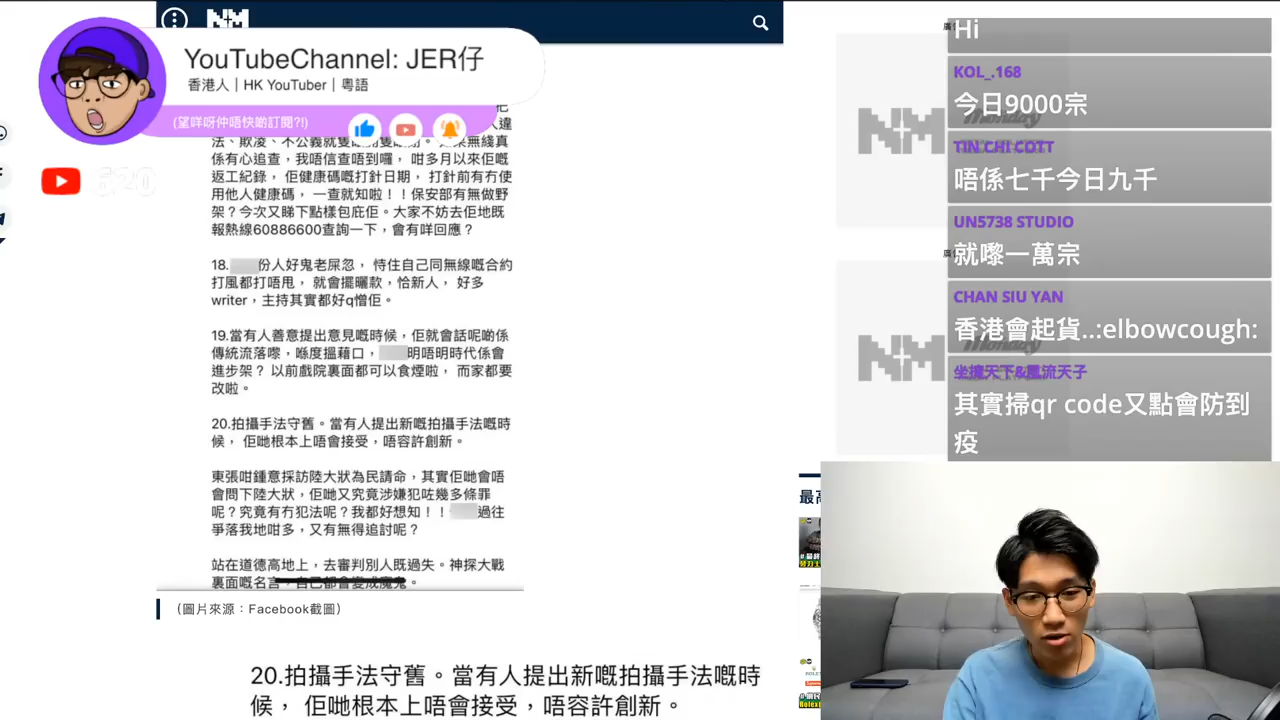 NM
YouTubeChannel: JER仔
香港人｜HK YouTuber｜粵語
(望咩呀仲唔快啲訂閱?!)
620
係有心追查，我唔信查唔到囉，咁多月以來佢嘅
返工紀錄， 佢健康碼嘅打針日期， 打針前有冇使
用他人健康碼，一查就知啦！！保安部有無做野
架？今次又睇下點樣包庇佢。大家不妨去佢地既
報熱線60886600查詢一下，會有咩回應？
18. 份人好鬼老屎忽， 恃住自己同無線嘅合約
打風都打唔甩， 就會擺曬款，恰新人， 好多
writer，主持其實都好q憎佢。
19.當有人善意提出意見嘅時候，佢就會話呢啲係
傳統流落嚟，喺度搵藉口， 明唔明時代係會
進步架？ 以前戲院裏面都可以食煙啦， 而家都要
改啦。
20.拍攝手法守舊。當有人提出新嘅拍攝手法嘅時
候， 佢哋根本上唔會接受，唔容許創新。
東張咁鍾意採訪陸大狀為民請命，其實佢哋會唔
會問下陸大狀，佢哋又究竟涉嫌犯咗幾多條罪
呢？究竟有冇犯法呢？我都好想知！！ 過往
爭落我地咁多，又有無得追討呢？
站在道德高地上，去審判別人既過失。神探大戰
裏面嘅名言，自己都會變成魔鬼。
（圖片來源：Facebook截圖）
20.拍攝手法守舊。當有人提出新嘅拍攝手法嘅時
候， 佢哋根本上唔會接受，唔容許創新。
Hi
KOL_.168
今日9000宗
TIN CHI COTT
唔係七千今日九千
UN5738 STUDIO
就嚟一萬宗
CHAN SIU YAN
香港會起貨..:elbowcough:
坐擁天下&風流天子
其實掃qr code又點會防到
疫
NM
NM
最高